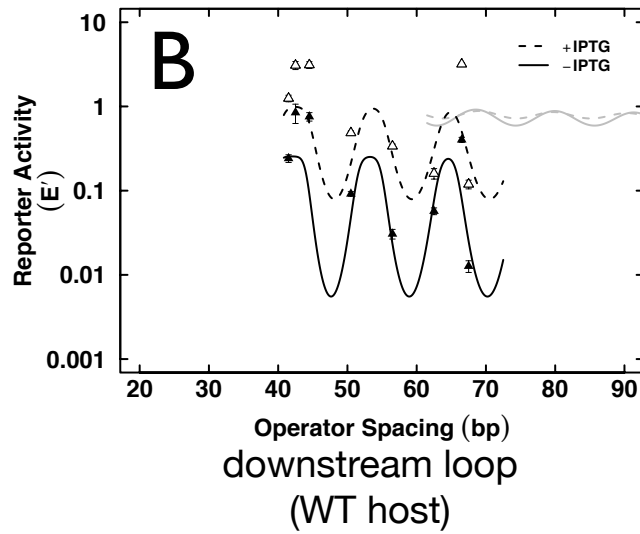 B
+IPTG
−IPTG
10
1
0.1
0.01
0.001
Reporter Activity
(E′)
20 30 40 50 60 70 80 90
Operator Spacing (bp)
downstream loop
(WT host)